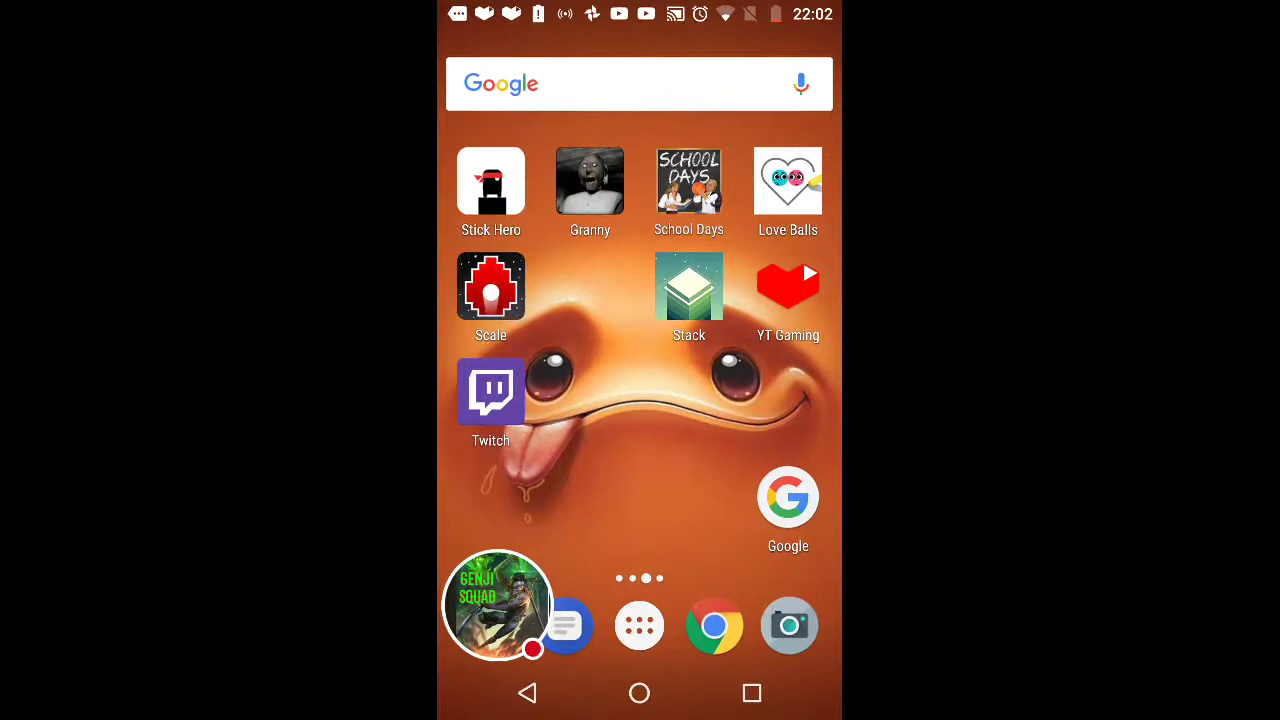 22:02
Google
SCHOOL
DAYS
Stick Hero
Granny
School Days
Love Balls
Scale
Stack
YT Gaming
Twitch
Google
GENJI
SQUAD